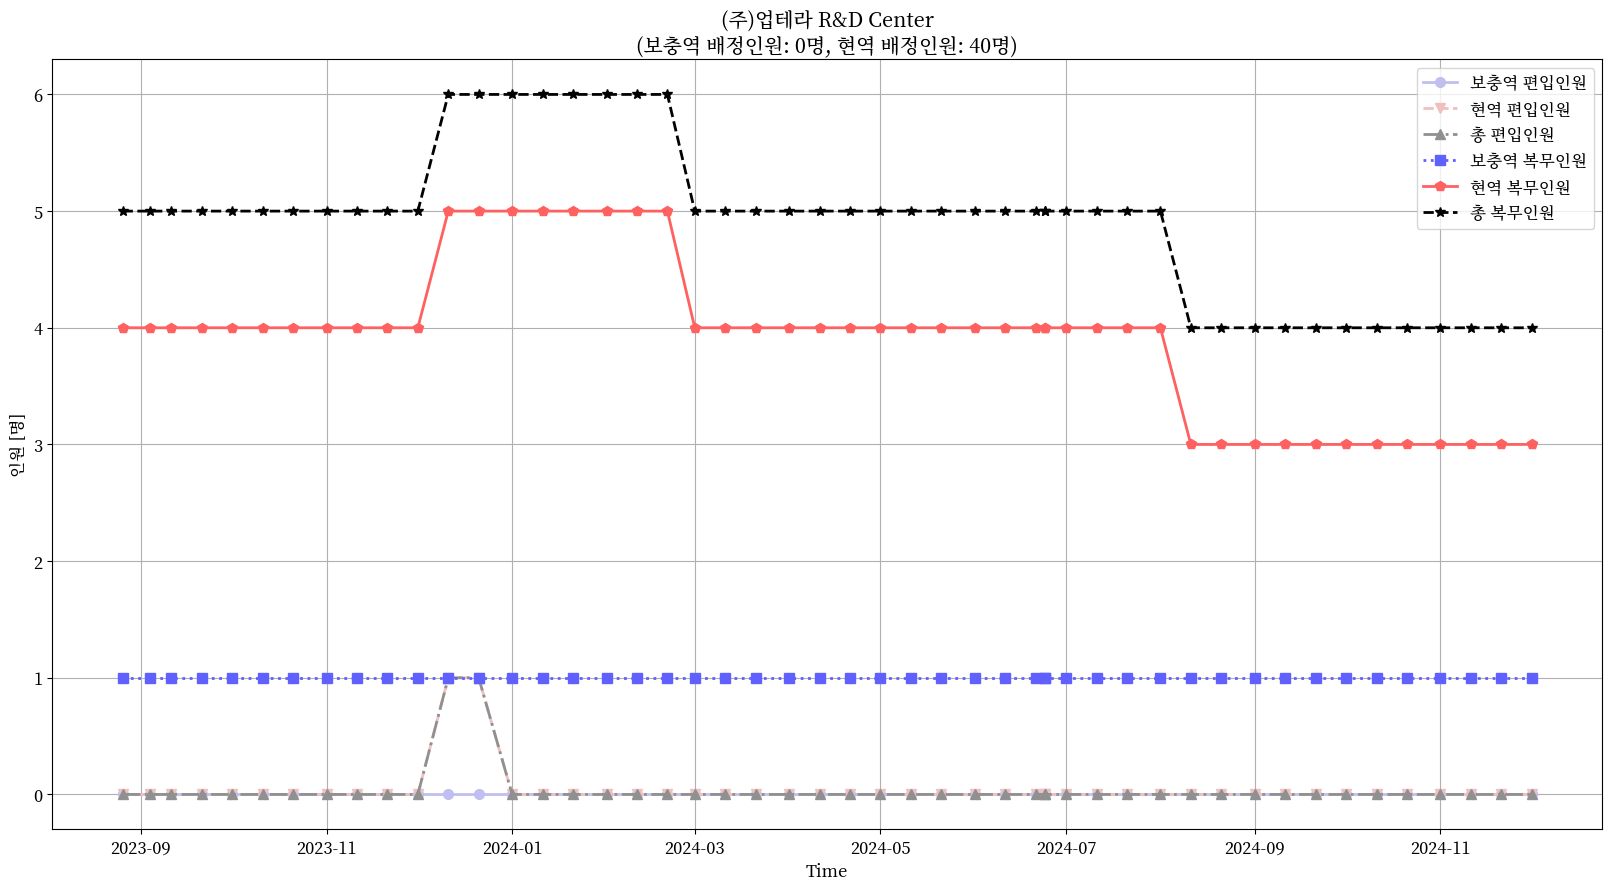 (주)업테라 R&D Center
(보충역 배정인원: 0명, 현역 배정인원: 40명)
보충역 편입인원
현역 편입인원
총 편입인원
보충역 복무인원
현역 복무인원
총 복무인원
6
5
4
3
2
1
0
인원 [명]
2023-09 2023-11 2024-01 2024-03 2024-05 2024-07 2024-09 2024-11
Time